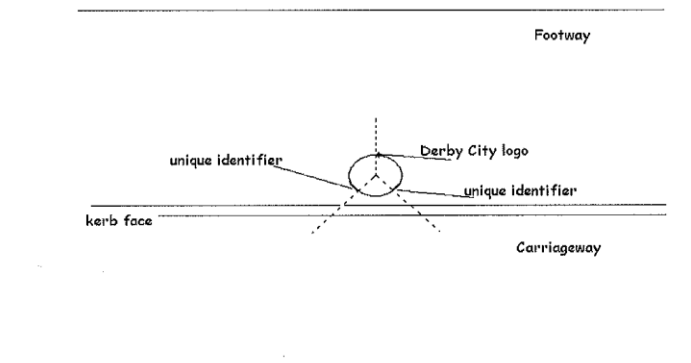 Footway
Derby City logo
unique identifier
unique identifier
kerb face
Carriageway